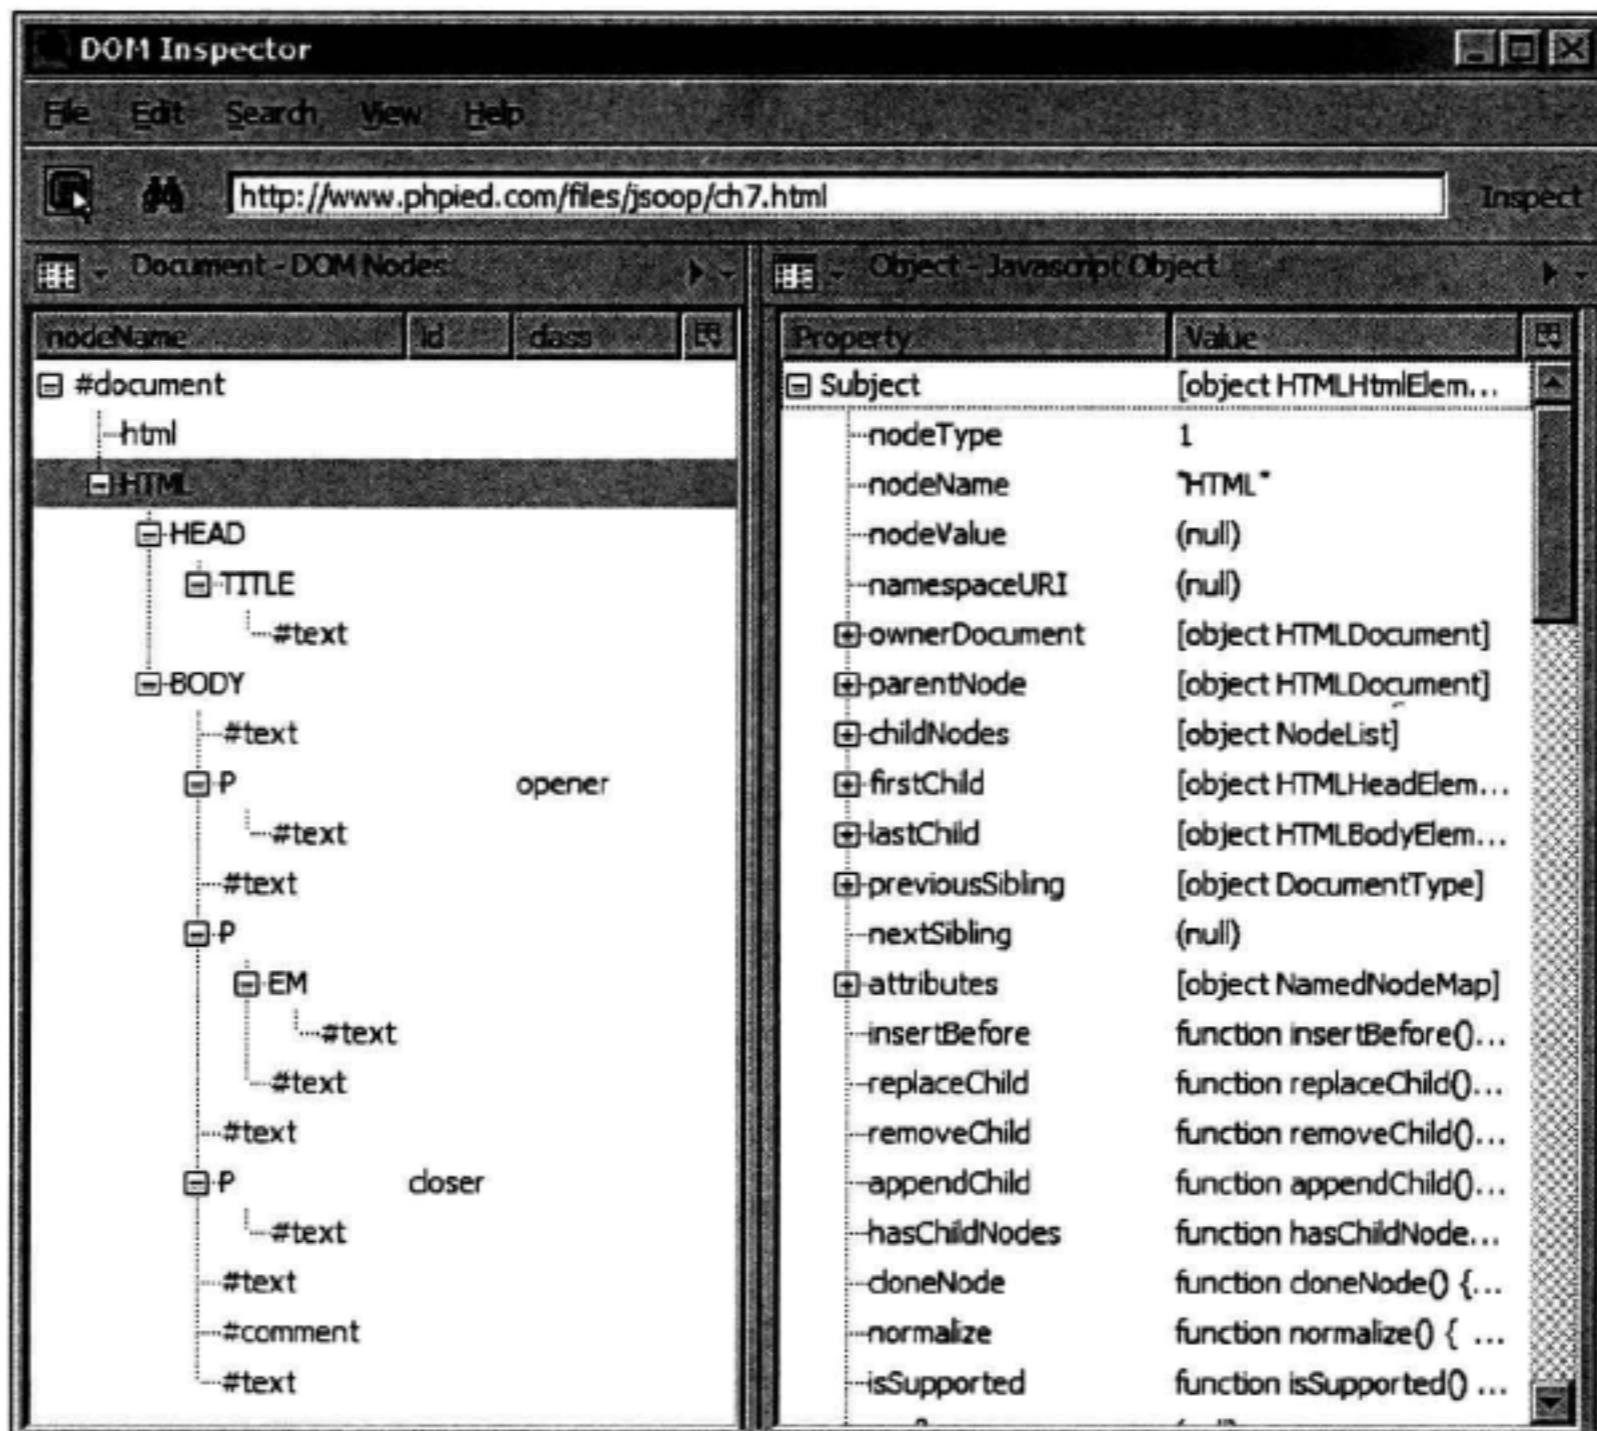 DOM Inspector
File Edit Search View Help
http://www.phpied.com/files/jsoop/ch7.html Inspect
Document - DOM Nodes
nodeName id class
#document
html
HTML
HEAD
TITLE
#text
BODY
#text
P opener
#text
#text
P
EM
#text
#text
#text
P closer
#text
#text
#comment
#text
Object - Javascript Object
Property Value
Subject [object HTMLHtmlElem...
nodeType 1
nodeName "HTML"
nodeValue (null)
namespaceURI (null)
ownerDocument [object HTMLDocument]
parentNode [object HTMLDocument]
childNodes [object NodeList]
firstChild [object HTMLHeadElem...
lastChild [object HTMLBodyElem...
previousSibling [object DocumentType]
nextSibling (null)
attributes [object NamedNodeMap]
insertBefore function insertBefore()...
replaceChild function replaceChild()...
removeChild function removeChild()...
appendChild function appendChild()...
hasChildNodes function hasChildNode...
cloneNode function cloneNode() {...
normalize function normalize() { ...
isSupported function isSupported() ...